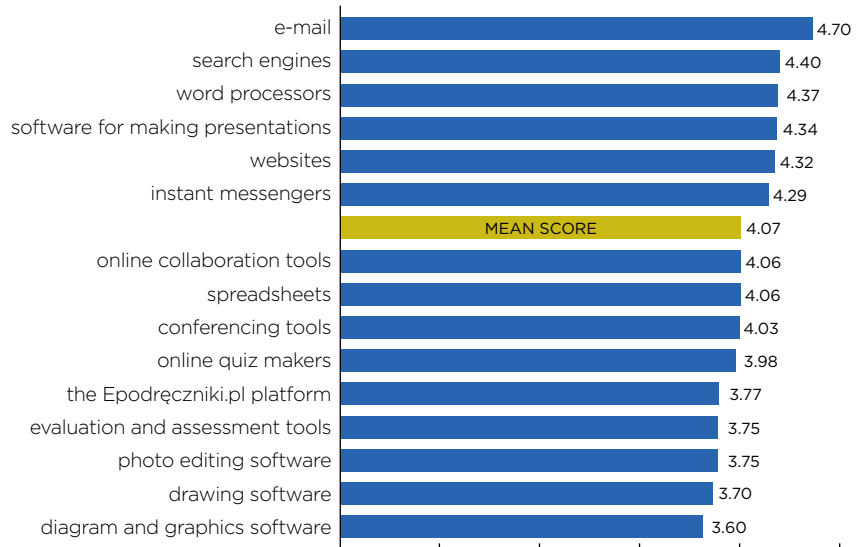 e-mail 4.70
search engines 4.40
word processors 4.37
software for making presentations 4.34
websites 4.32
instant messengers 4.29
MEAN SCORE 4.07
online collaboration tools 4.06
spreadsheets 4.06
conferencing tools 4.03
online quiz makers 3.98
the Epodręczniki.pl platform 3.77
evaluation and assessment tools 3.75
photo editing software 3.75
drawing software 3.70
diagram and graphics software 3.60